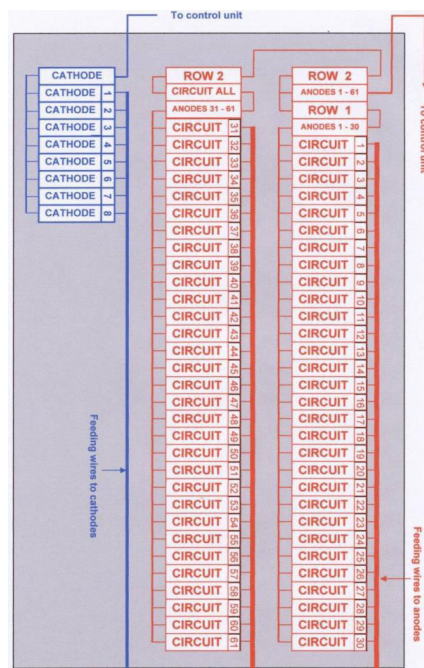 To control unit
CATHODE
CATHODE 1
CATHODE 2
CATHODE 3
CATHODE 4
CATHODE 5
CATHODE 6
CATHODE 7
CATHODE 8
Feeding wires to cathodes
ROW 2
CIRCUIT ALL
ANODES 31 - 61
CIRCUIT 31
CIRCUIT 32
CIRCUIT 33
CIRCUIT 34
CIRCUIT 35
CIRCUIT 36
CIRCUIT 37
CIRCUIT 38
CIRCUIT 39
CIRCUIT 40
CIRCUIT 41
CIRCUIT 42
CIRCUIT 43
CIRCUIT 44
CIRCUIT 45
CIRCUIT 46
CIRCUIT 47
CIRCUIT 48
CIRCUIT 49
CIRCUIT 50
CIRCUIT 51
CIRCUIT 52
CIRCUIT 53
CIRCUIT 54
CIRCUIT 55
CIRCUIT 56
CIRCUIT 57
CIRCUIT 58
CIRCUIT 59
CIRCUIT 60
CIRCUIT 61
ROW 2
ANODES 1 - 61
ROW 1
ANODES 1 - 30
CIRCUIT 1
CIRCUIT 2
CIRCUIT 3
CIRCUIT 4
CIRCUIT 5
CIRCUIT 6
CIRCUIT 7
CIRCUIT 8
CIRCUIT 9
CIRCUIT 10
CIRCUIT 11
CIRCUIT 12
CIRCUIT 13
CIRCUIT 14
CIRCUIT 15
CIRCUIT 16
CIRCUIT 17
CIRCUIT 18
CIRCUIT 19
CIRCUIT 20
CIRCUIT 21
CIRCUIT 22
CIRCUIT 23
CIRCUIT 24
CIRCUIT 25
CIRCUIT 26
CIRCUIT 27
CIRCUIT 28
CIRCUIT 29
CIRCUIT 30
To control unit
Feeding wires to anodes